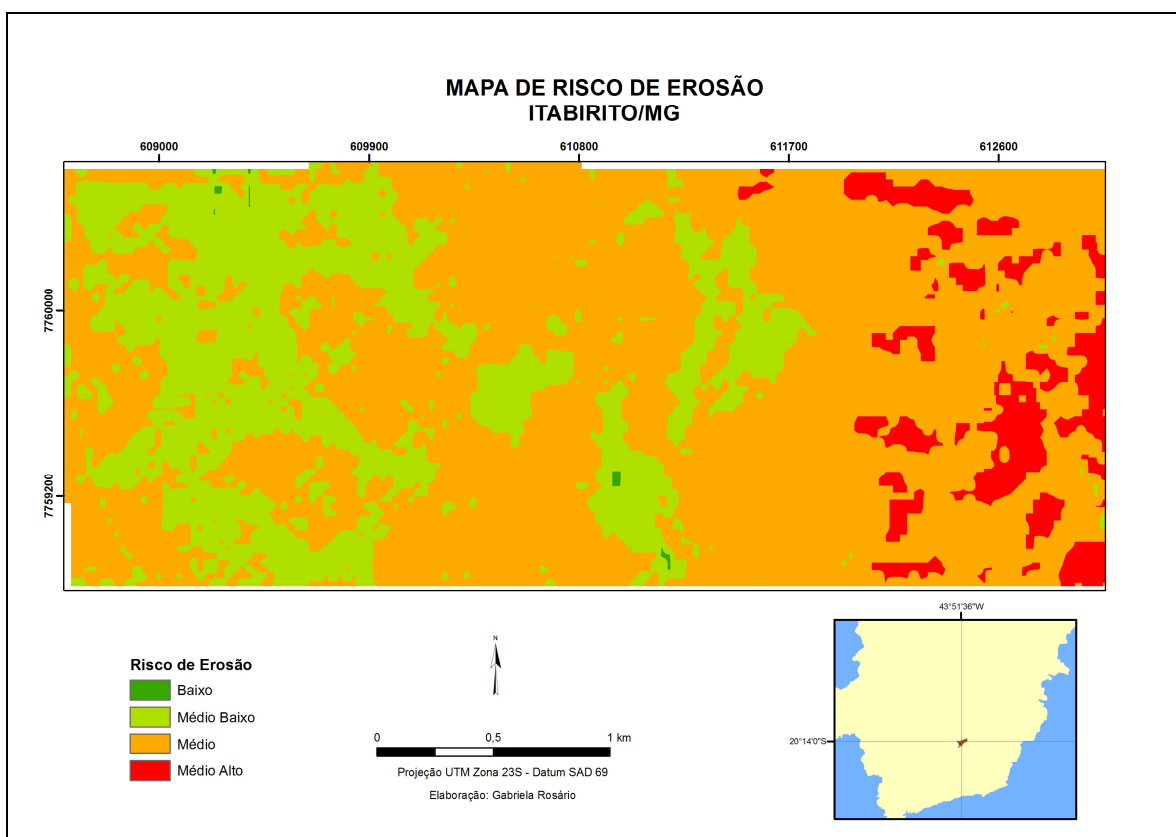 MAPA DE RISCO DE EROSÃO
ITABIRITO/MG
609000 609900 610800 611700 612600
7760000
7759200
43°51'36"W
20°14'0"S
N
Risco de Erosão
Baixo
Médio Baixo
Médio
Médio Alto
0 0,5 1 km
Projeção UTM Zona 23S - Datum SAD 69
Elaboração: Gabriela Rosário